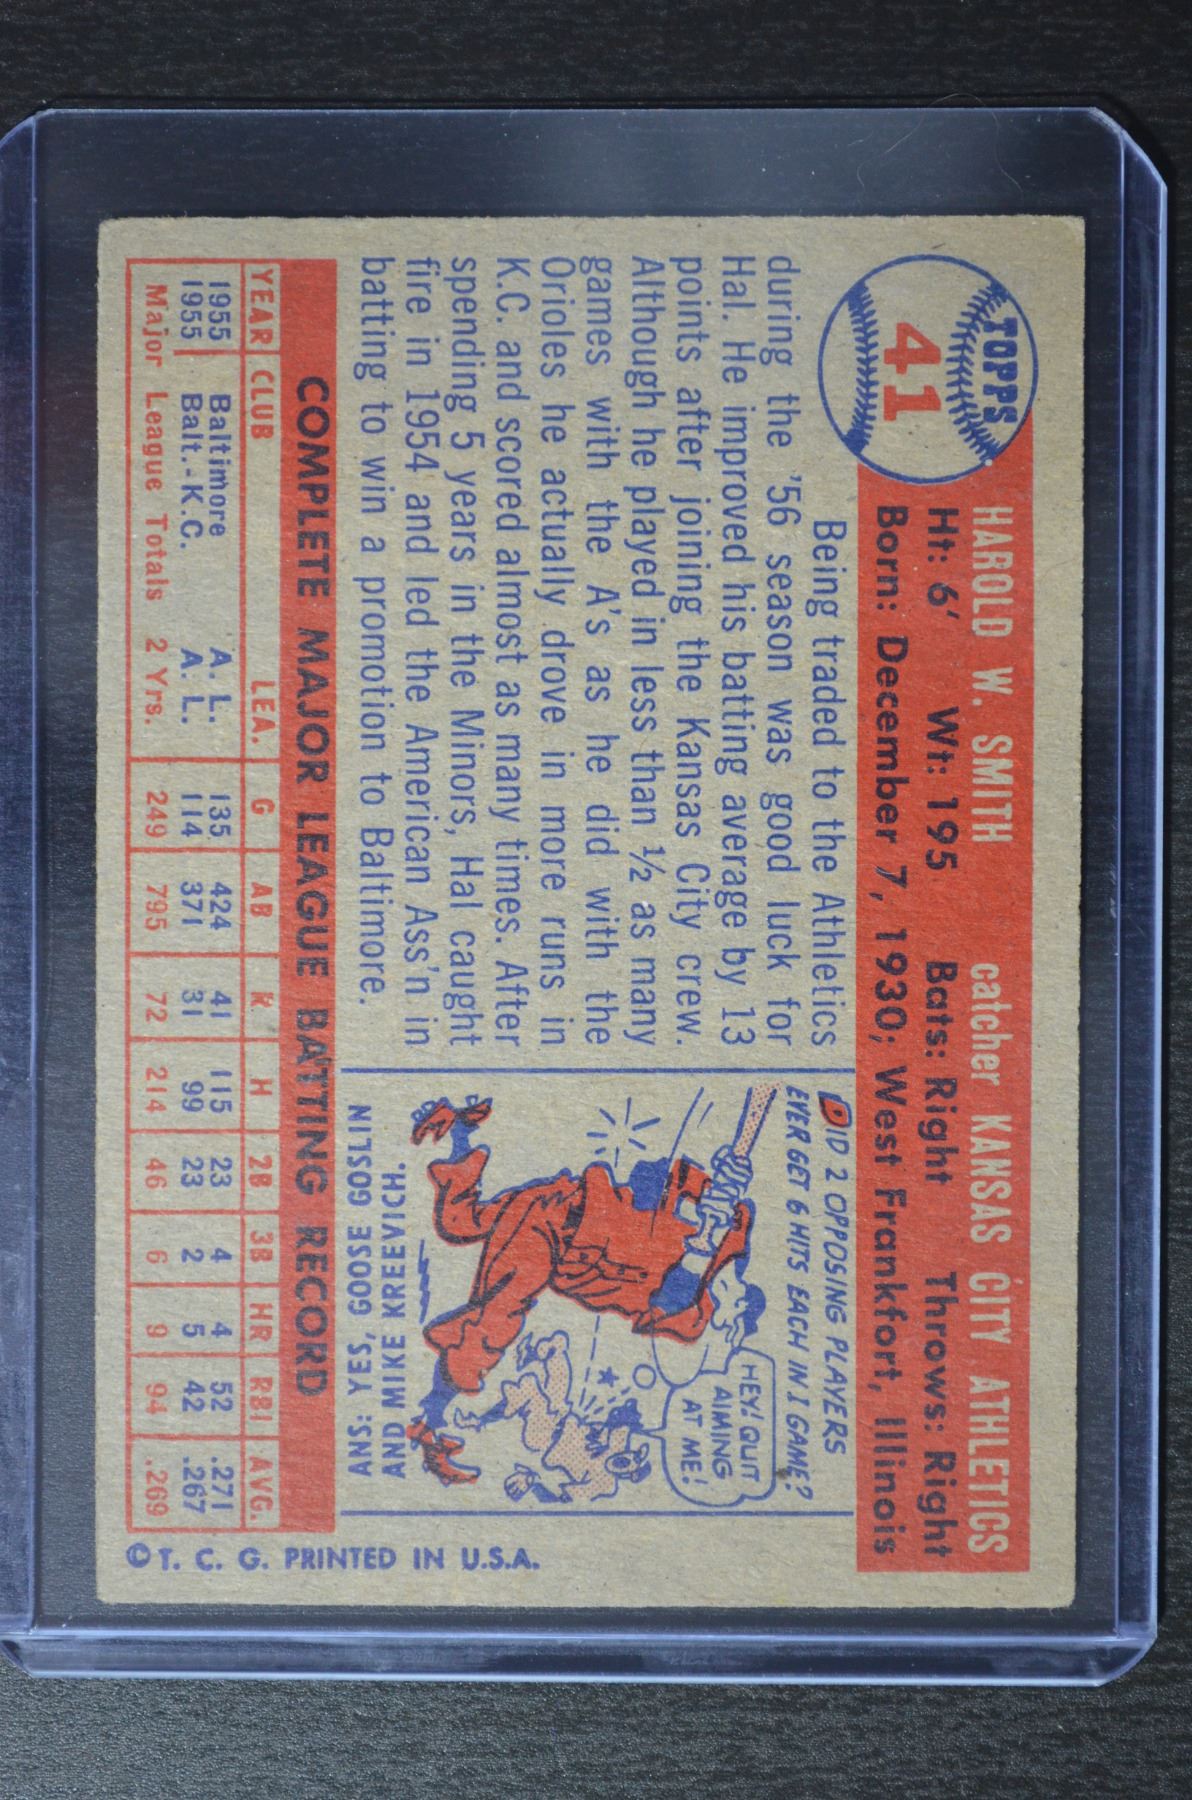 TOPPS
41
HAROLD W. SMITH catcher KANSAS CITY ATHLETICS
Ht: 6' Wt: 195 Bats: Right Throws: Right
Born: December 7, 1930; West Frankfort, Illinois
Being traded to the Athletics
during the '56 season was good luck for
Hal. He improved his batting average by 13
points after joining the Kansas City crew.
Although he played in less than ½ as many
games with the A's as he did with the
Orioles he actually drove in more runs in
K.C. and scored almost as many times. After
spending 5 years in the Minors, Hal caught
fire in 1954 and led the American Ass'n in
batting to win a promotion to Baltimore.
DID 2 OPPOSING PLAYERS
EVER GET 6 HITS EACH IN 1 GAME?
HEY! QUIT
AIMING
AT ME!
ANS: YES, GOOSE GOSLIN
AND MIKE KREEVICH.
COMPLETE MAJOR LEAGUE BATTING RECORD
YEAR CLUB LEA. G AB R H 2B 3B HR RBI AVG.
1955 Baltimore A. L. 135 424 41 115 23 4 4 52 .271
1955 Balt.-K.C. A. L. 114 371 31 99 23 2 5 42 .267
Major League Totals 2 Yrs. 249 795 72 214 46 6 9 94 .269
© T. C. G. PRINTED IN U.S.A.